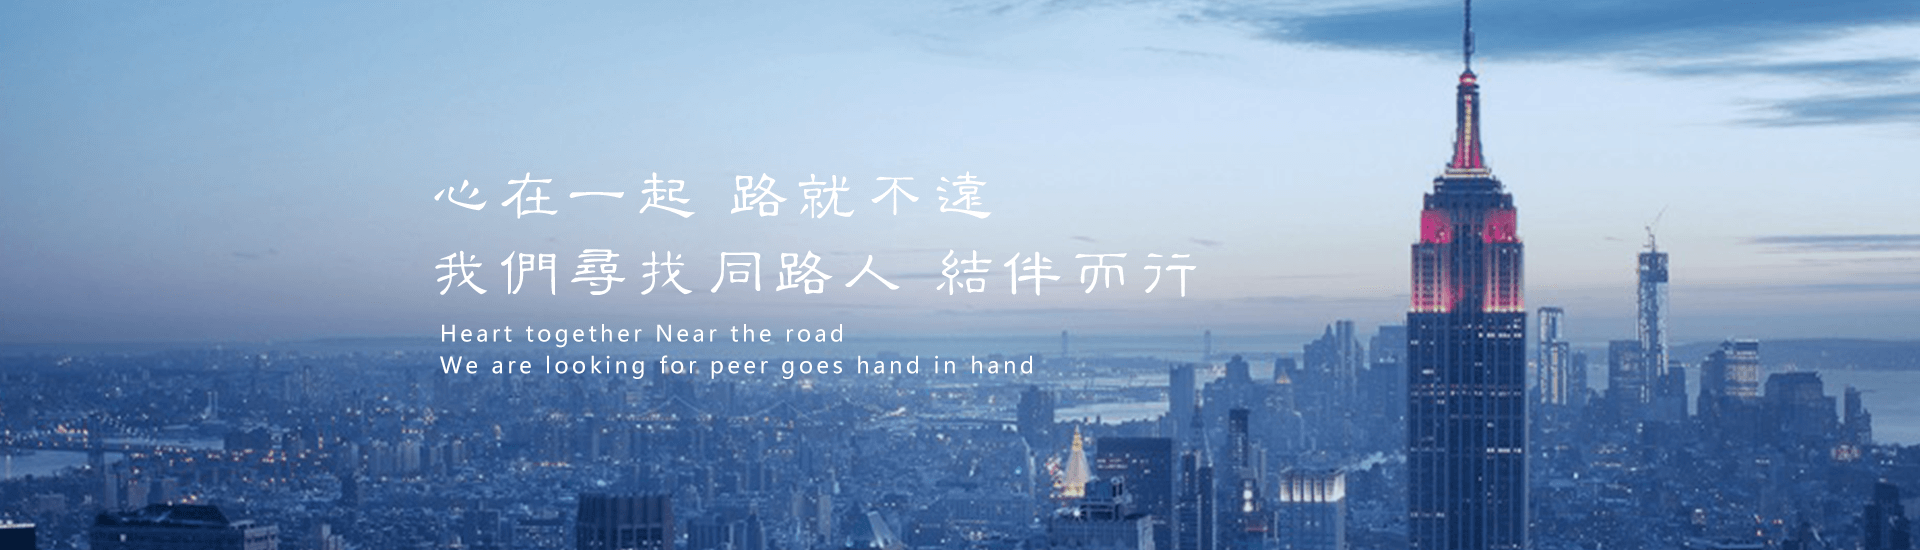 心在一起 路就不遠
我們尋找同路人 結伴而行
Heart together Near the road
We are looking for peer goes hand in hand